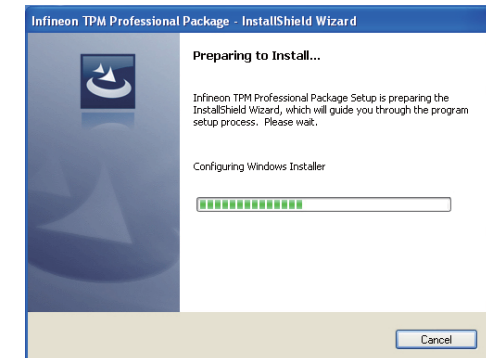 Infineon TPM Professional Package - InstallShield Wizard
Preparing to Install...
Infineon TPM Professional Package Setup is preparing the
InstallShield Wizard, which will guide you through the program
setup process. Please wait.
Configuring Windows Installer
Cancel